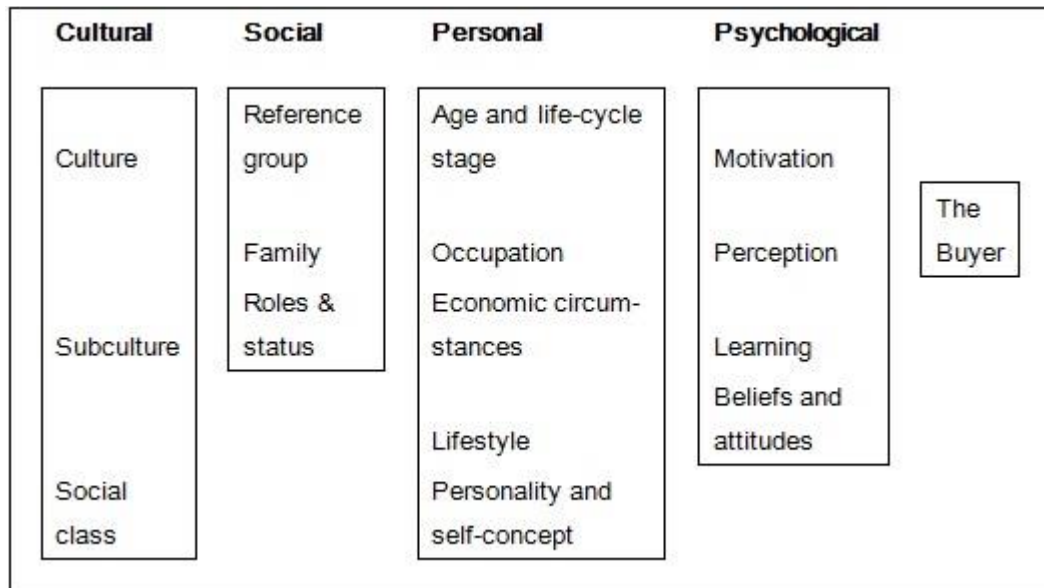 Cultural
Social
Personal
Psychological
Culture
Subculture
Social
class
Reference
group
Family
Roles &
status
Age and life-cycle
stage
Occupation
Economic circum-
stances
Lifestyle
Personality and
self-concept
Motivation
Perception
Learning
Beliefs and
attitudes
The
Buyer